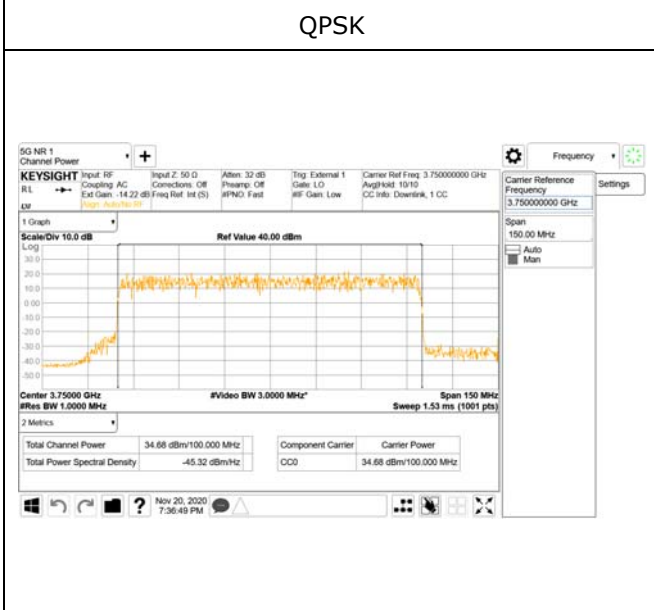 QPSK
5G NR 1
Channel Power
+
Frequency
KEYSIGHT Input: RF Input Z: 50 Ω Atten: 32 dB Trig: External 1 Carrier Ref Freq: 3.750000000 GHz
RL Coupling: AC Corrections: Off Preamp: Off Gate: LO Avg|Hold: 10/10
Ext Gain: -14.22 dB Freq Ref: Int (S) #PNO: Fast #IF Gain: Low CC Info: Downlink, 1 CC
Align: Auto/No RF
Carrier Reference
Frequency
3.750000000 GHz
Settings
Span
150.00 MHz
Auto
Man
1 Graph
Scale/Div 10.0 dB Ref Value 40.00 dBm
Log
30.0
20.0
10.0
0.00
-10.0
-20.0
-30.0
-40.0
-50.0
Center 3.75000 GHz #Video BW 3.0000 MHz* Span 150 MHz
#Res BW 1.0000 MHz Sweep 1.53 ms (1001 pts)
2 Metrics
Total Channel Power 34.68 dBm/100.000 MHz Component Carrier Carrier Power
Total Power Spectral Density -45.32 dBm/Hz CC0 34.68 dBm/100.000 MHz
? Nov 20, 2020
7:36:49 PM